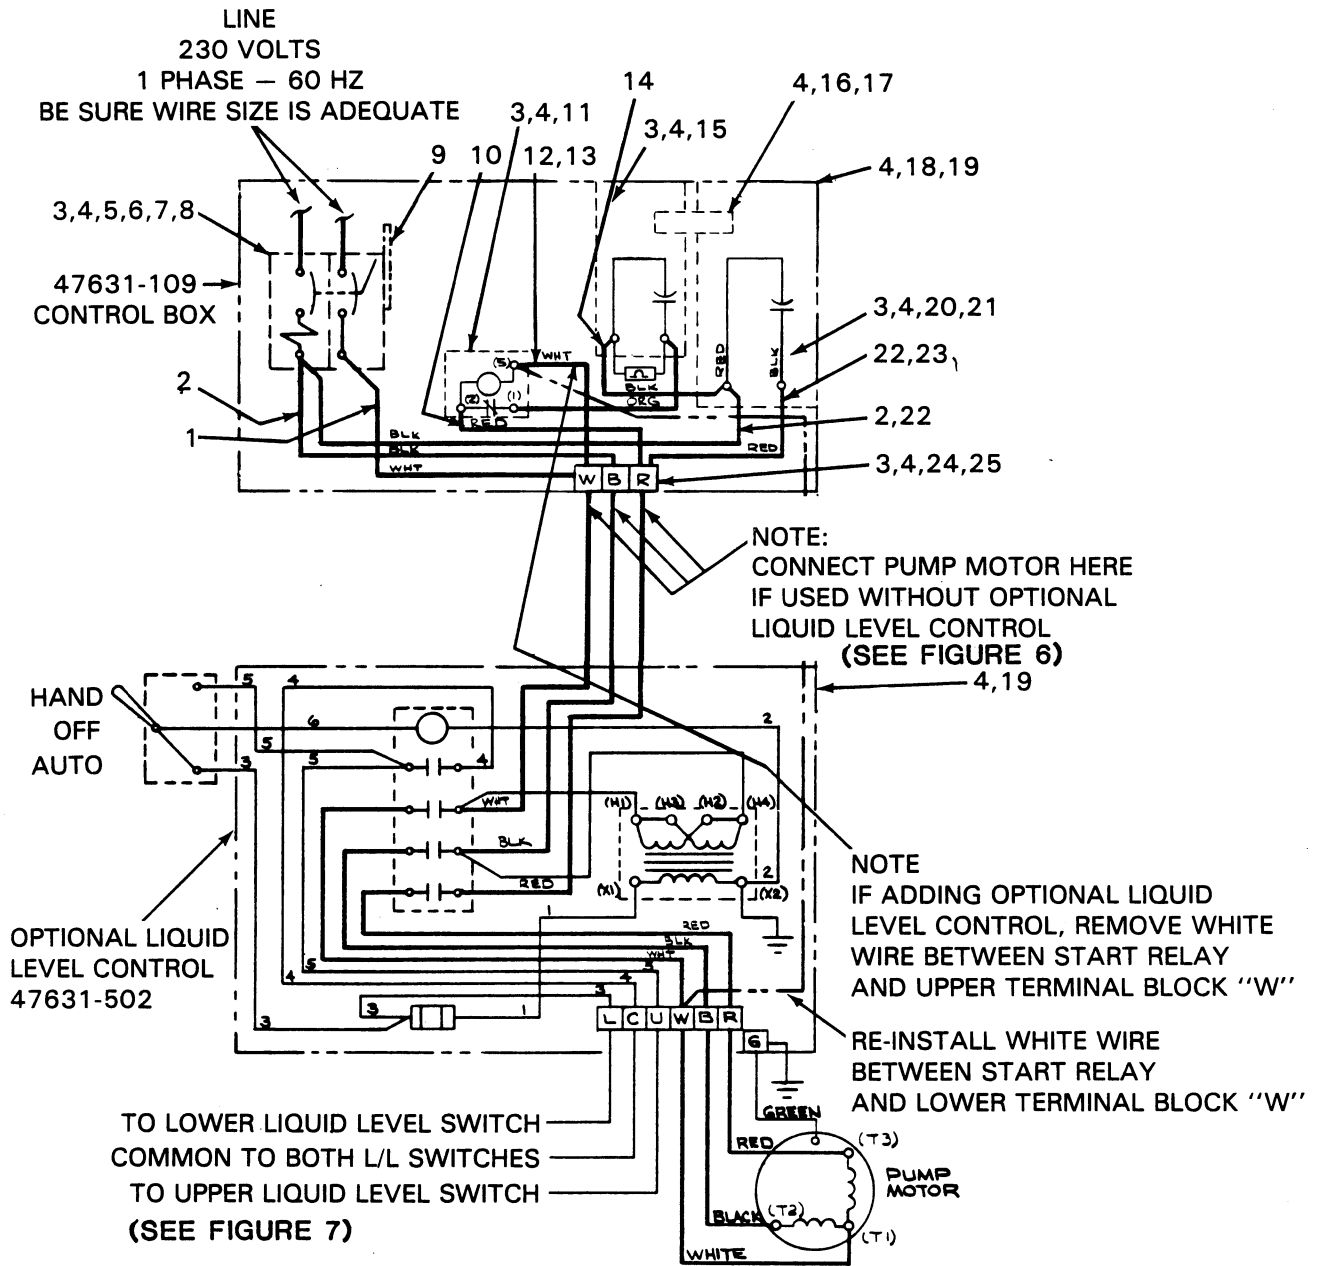 LINE
230 VOLTS
1 PHASE — 60 HZ
BE SURE WIRE SIZE IS ADEQUATE
14
4,16,17
3,4,11
3,4,15
9
10
12,13
4,18,19
3,4,5,6,7,8
47631-109
CONTROL BOX
3,4,20,21
22,23
(5)
WHT
RED
BLK
BLK
ORG
(2)
(1)
RED
2
2,22
1
BLK
BLK
RED
WHT
3,4,24,25
W B R
NOTE:
CONNECT PUMP MOTOR HERE
IF USED WITHOUT OPTIONAL
LIQUID LEVEL CONTROL
(SEE FIGURE 6)
4,19
HAND
OFF
AUTO
5
4
6
2
5
5
4
3
WHT
(H1) (H3) (H2) (H4)
BLK
RED
2
(X1)
(X2)
1
NOTE
IF ADDING OPTIONAL LIQUID
LEVEL CONTROL, REMOVE WHITE
WIRE BETWEEN START RELAY
AND UPPER TERMINAL BLOCK "W"
OPTIONAL LIQUID
LEVEL CONTROL
47631-502
RED
BLK
WHT
5
5
4
4
3
3
3
1
L C U W B R
G
RE-INSTALL WHITE WIRE
BETWEEN START RELAY
AND LOWER TERMINAL BLOCK "W"
GREEN
TO LOWER LIQUID LEVEL SWITCH
COMMON TO BOTH L/L SWITCHES
TO UPPER LIQUID LEVEL SWITCH
(SEE FIGURE 7)
RED
(T3)
PUMP
MOTOR
BLACK
(T2)
(T1)
WHITE